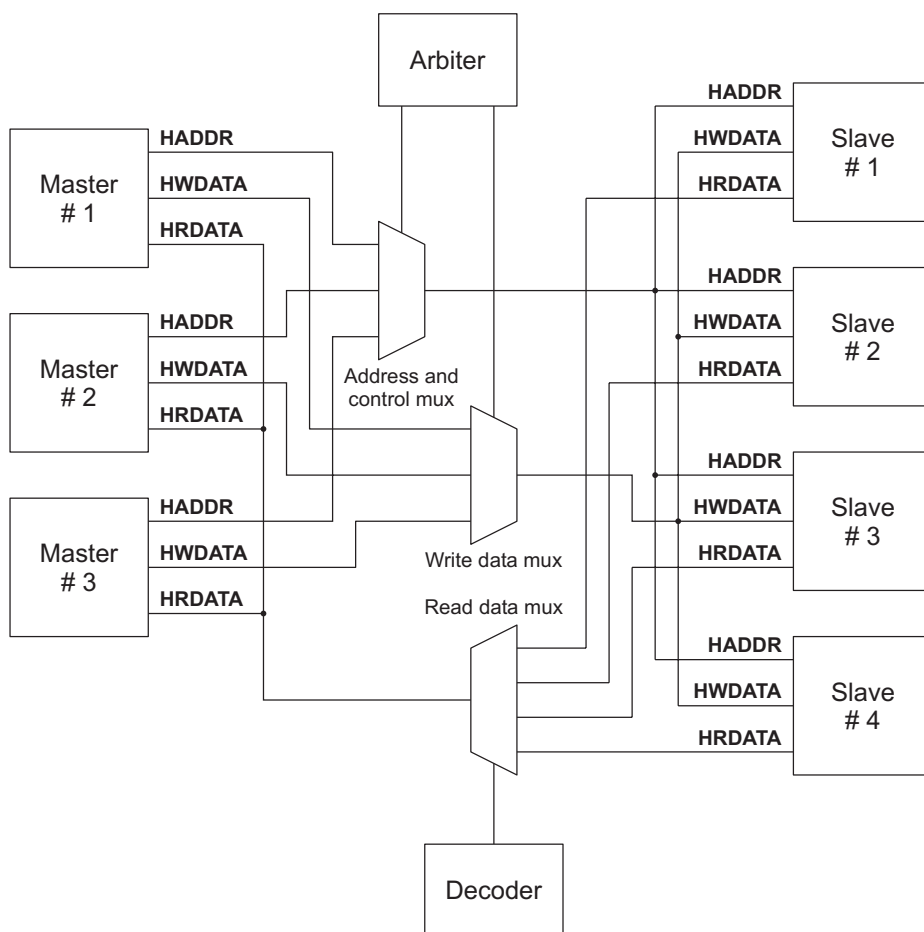 Arbiter
HADDR
HWDATA
HRDATA
Master
# 1
HADDR
HWDATA
HRDATA
Slave
# 1
HADDR
HWDATA
HRDATA
Master
# 2
Address and
control mux
HADDR
HWDATA
HRDATA
Slave
# 2
HADDR
HWDATA
HRDATA
Master
# 3
Write data mux
Read data mux
HADDR
HWDATA
HRDATA
Slave
# 3
HADDR
HWDATA
HRDATA
Slave
# 4
Decoder